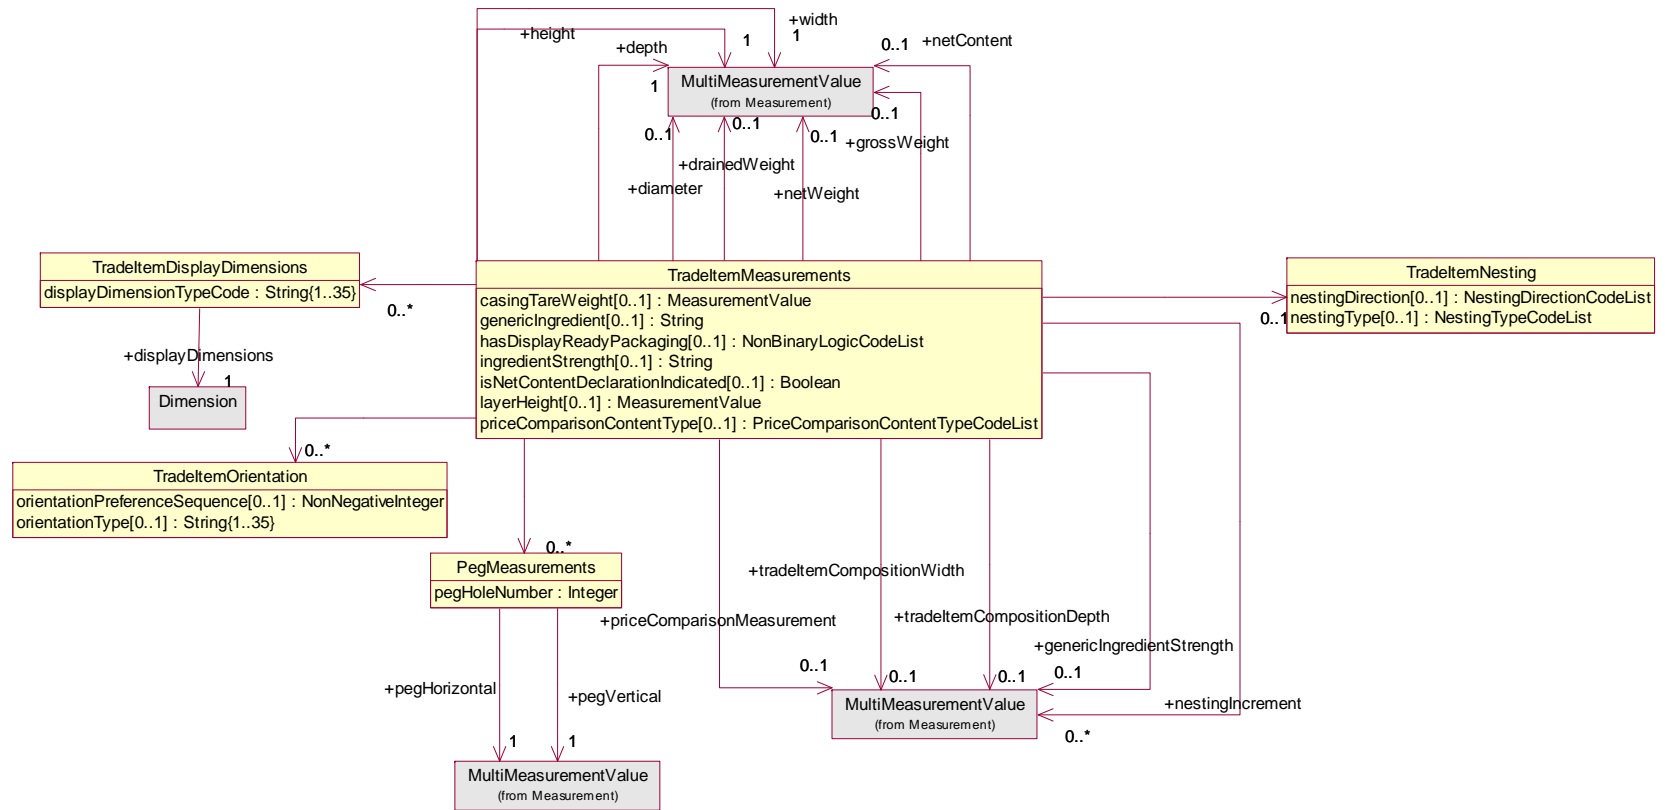 +width
+height
1
1
0..1
+netContent
+depth
1
MultiMeasurementValue
(from Measurement)
0..1
0..1
0..1
0..1
+grossWeight
+drainedWeight
+diameter
+netWeight
TradeItemDisplayDimensions
displayDimensionTypeCode : String{1..35}
0..*
+displayDimensions
1
Dimension
TradeItemMeasurements
casingTareWeight[0..1] : MeasurementValue
genericIngredient[0..1] : String
hasDisplayReadyPackaging[0..1] : NonBinaryLogicCodeList
ingredientStrength[0..1] : String
isNetContentDeclarationIndicated[0..1] : Boolean
layerHeight[0..1] : MeasurementValue
priceComparisonContentType[0..1] : PriceComparisonContentTypeCodeList
TradeItemNesting
nestingDirection[0..1] : NestingDirectionCodeList
nestingType[0..1] : NestingTypeCodeList
0..1
0..*
TradeItemOrientation
orientationPreferenceSequence[0..1] : NonNegativeInteger
orientationType[0..1] : String{1..35}
0..*
PegMeasurements
pegHoleNumber : Integer
+tradeItemCompositionWidth
+priceComparisonMeasurement
+tradeItemCompositionDepth
+genericIngredientStrength
0..1
0..1
0..1
0..1
+pegHorizontal
+pegVertical
MultiMeasurementValue
(from Measurement)
+nestingIncrement
0..*
1
1
MultiMeasurementValue
(from Measurement)